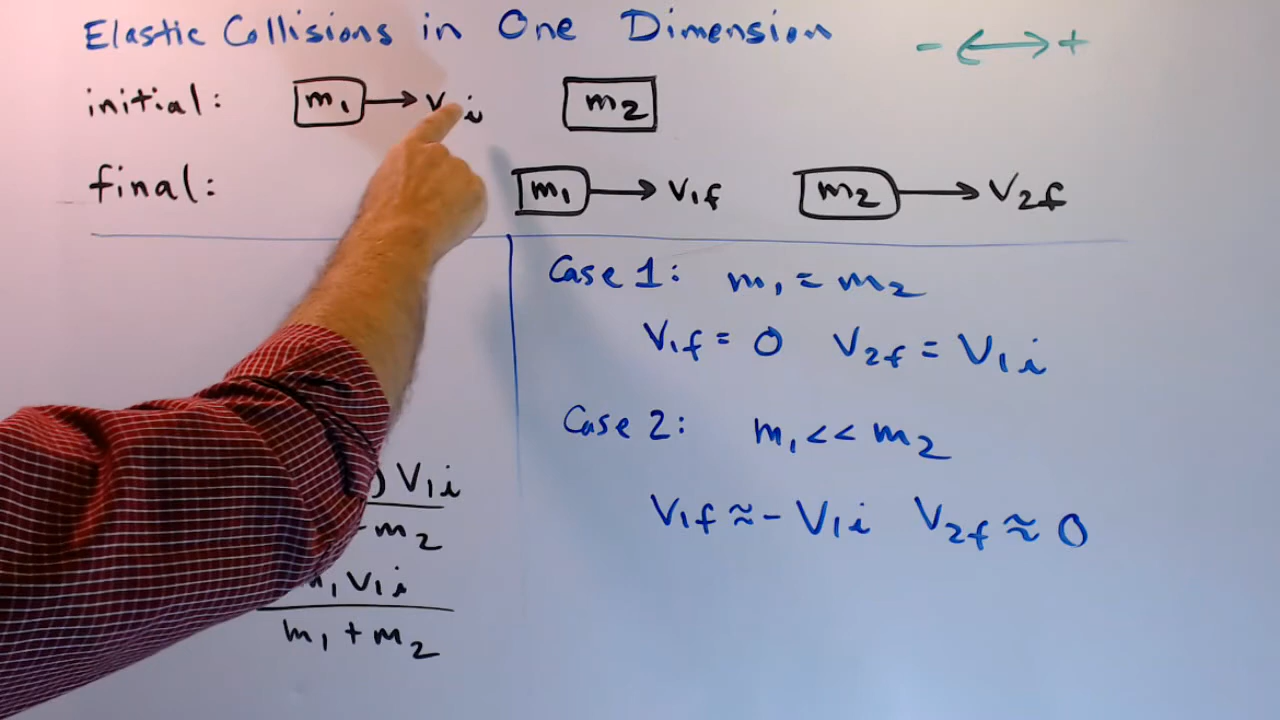 Elastic Collisions in One Dimension
- ⟷ +
initial: m₁ → v i m₂
final: m₁ → v₁f m₂ → v₂f
Case 1: m₁ = m₂
v₁f = 0 v₂f = v₁i
Case 2: m₁ << m₂
v₁f ≈ - v₁i v₂f ≈ 0
) v₁i
m₂
₁ v₁i
m₁ + m₂